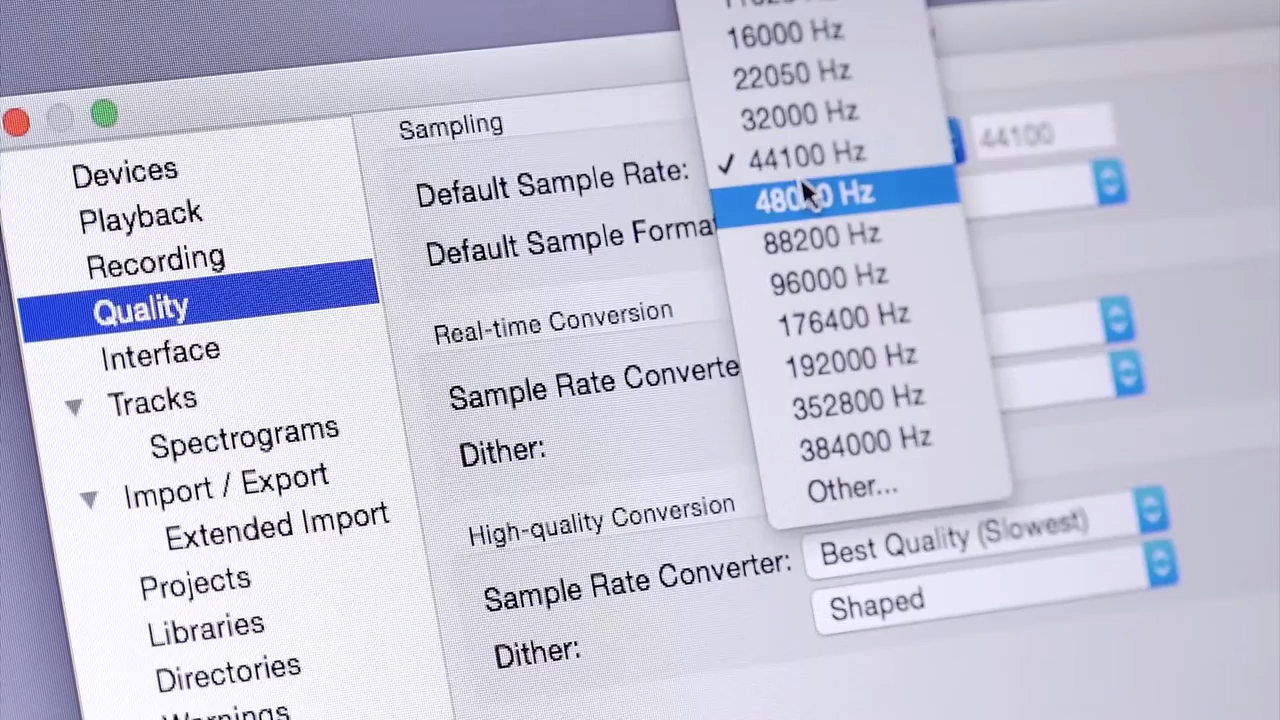 Devices
Playback
Recording
Quality
Interface
Tracks
Spectrograms
Import / Export
Extended Import
Projects
Libraries
Directories
Warnings
Sampling
Default Sample Rate:
44100
Default Sample
Real-time Conversion
Sample Rate
Dither:
High-quality Conversion
Sample Rate Converter:
Best Quality (Slowest)
Dither:
Shaped
16000 Hz
22050 Hz
32000 Hz
✓ 44100 Hz
48000 Hz
88200 Hz
96000 Hz
176400 Hz
192000 Hz
352800 Hz
384000 Hz
Other...